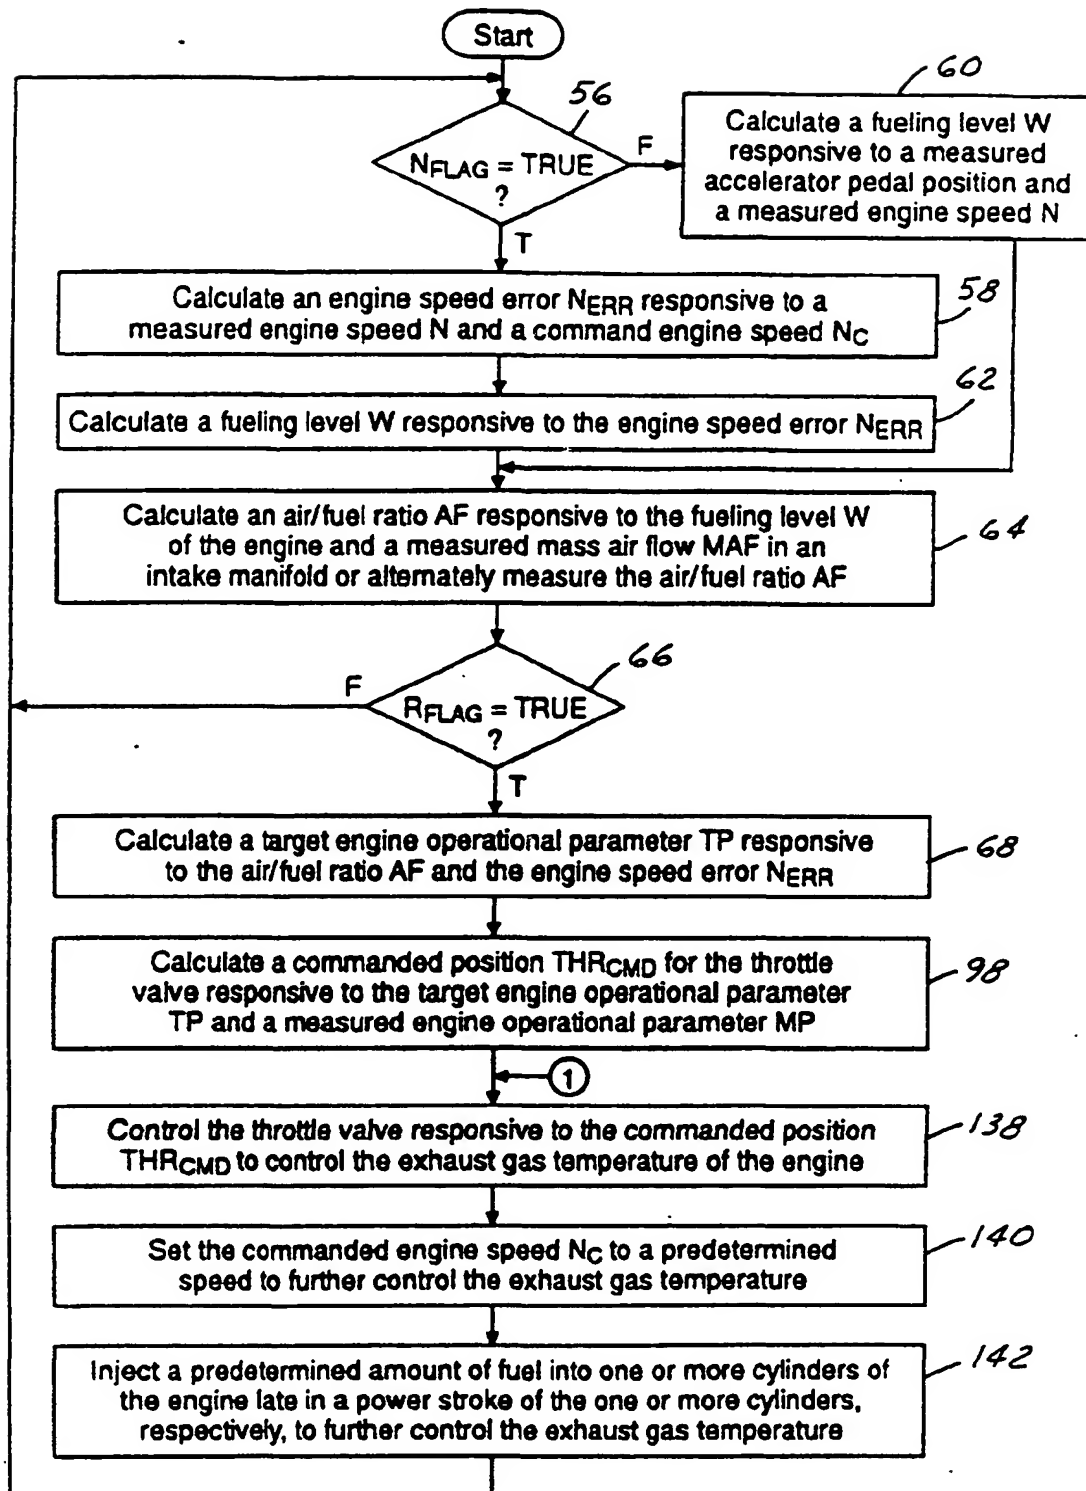 Start
56
NFLAG = TRUE
?
F
T
60
Calculate a fueling level W
responsive to a measured
accelerator pedal position and
a measured engine speed N
Calculate an engine speed error NERR responsive to a
measured engine speed N and a command engine speed NC
58
Calculate a fueling level W responsive to the engine speed error NERR
62
Calculate an air/fuel ratio AF responsive to the fueling level W
of the engine and a measured mass air flow MAF in an
intake manifold or alternately measure the air/fuel ratio AF
64
66
F
RFLAG = TRUE
?
T
Calculate a target engine operational parameter TP responsive
to the air/fuel ratio AF and the engine speed error NERR
68
Calculate a commanded position THRCMD for the throttle
valve responsive to the target engine operational parameter
TP and a measured engine operational parameter MP
98
1
Control the throttle valve responsive to the commanded position
THRCMD to control the exhaust gas temperature of the engine
138
Set the commanded engine speed NC to a predetermined
speed to further control the exhaust gas temperature
140
Inject a predetermined amount of fuel into one or more cylinders of
the engine late in a power stroke of the one or more cylinders,
respectively, to further control the exhaust gas temperature
142